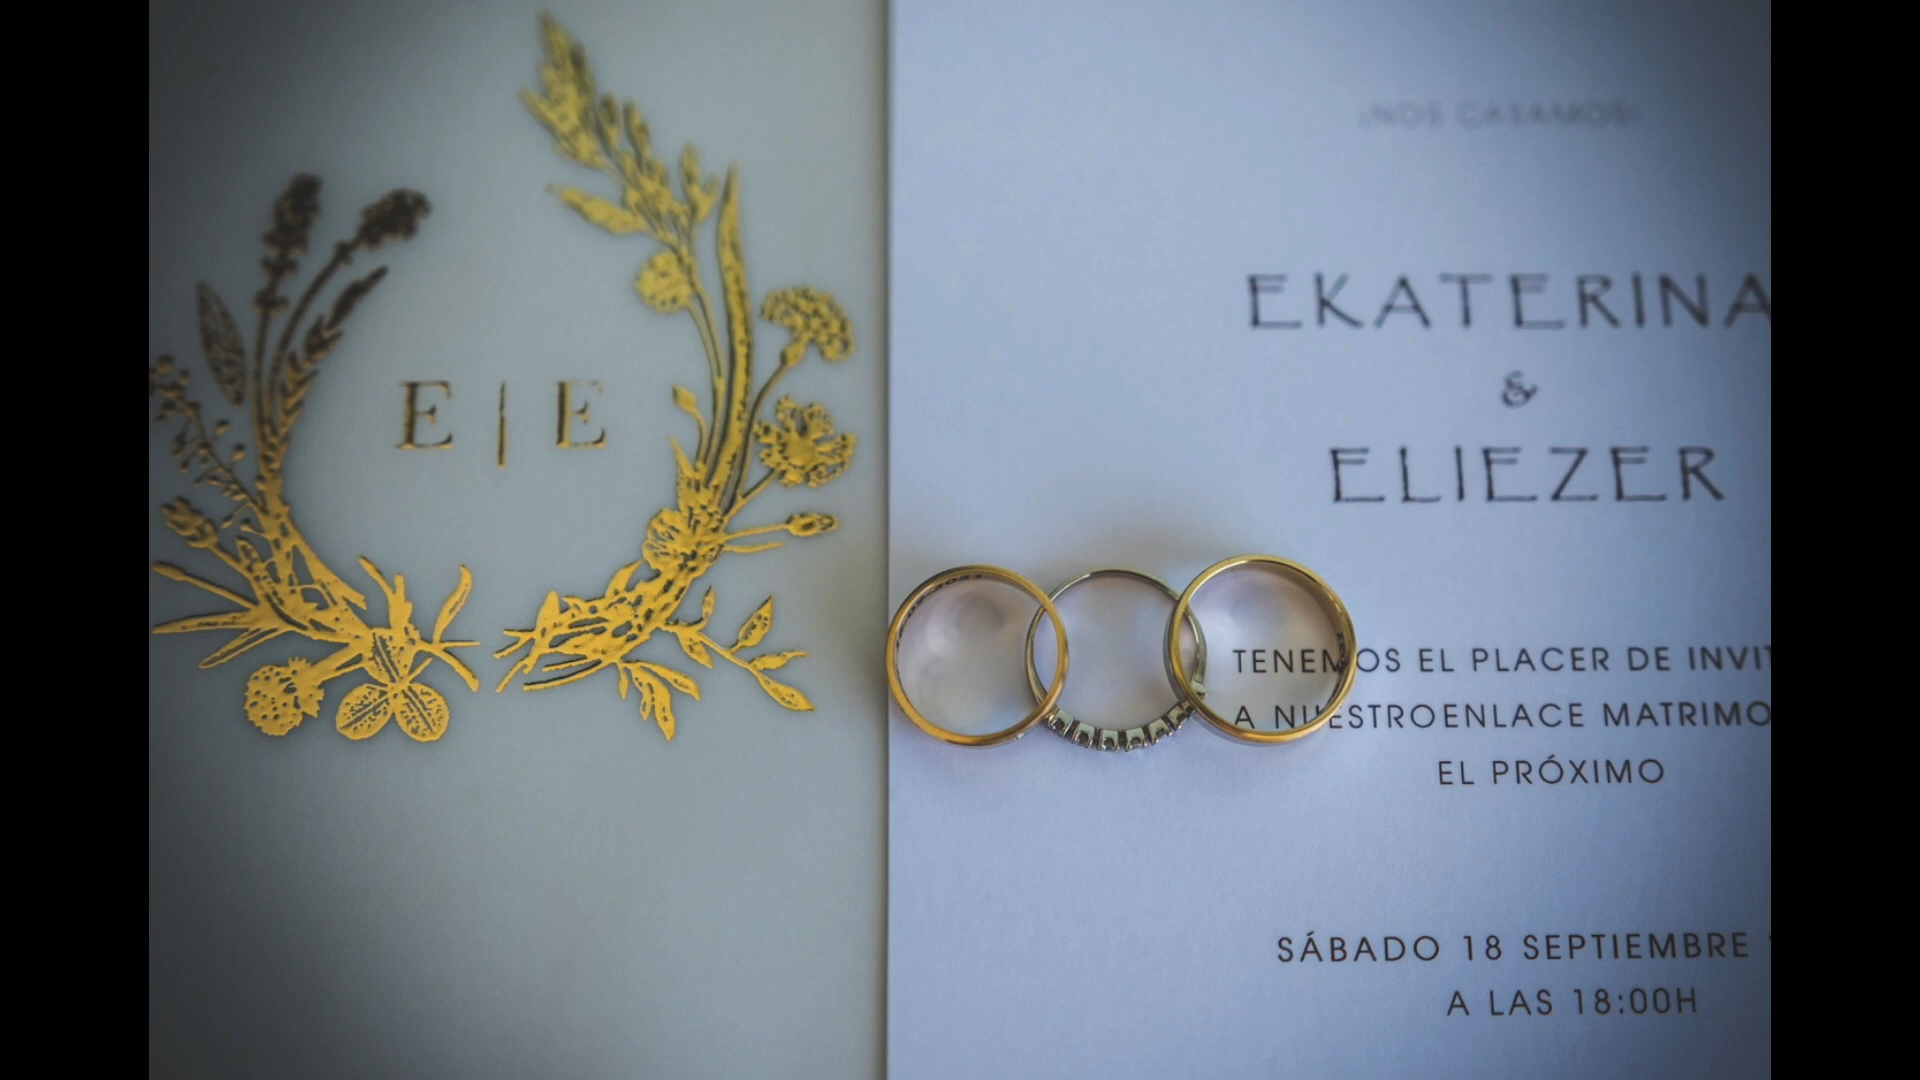 E | E
¡NOS CASAMOS!
EKATERINA
&
ELIEZER
TENEMOS EL PLACER DE INVIT
A NUESTROENLACE MATRIMO
EL PRÓXIMO
SÁBADO 18 SEPTIEMBRE
A LAS 18:00H